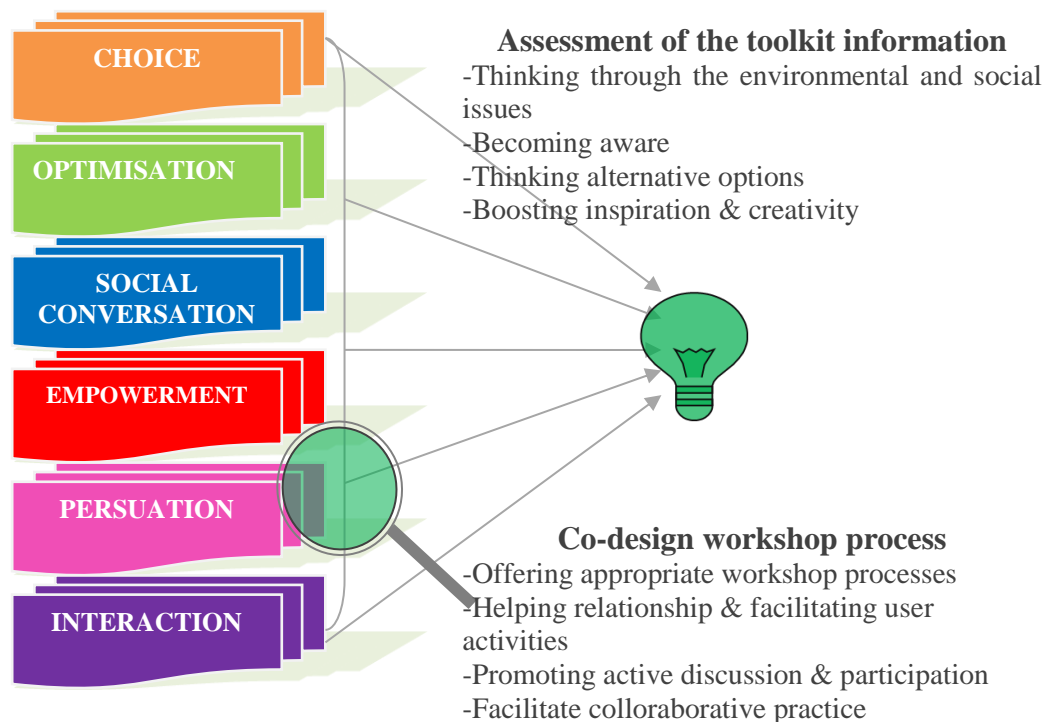 CHOICE
OPTIMISATION
SOCIAL
CONVERSATION
EMPOWERMENT
PERSUATION
INTERACTION
Assessment of the toolkit information
-Thinking through the environmental and social
issues
-Becoming aware
-Thinking alternative options
-Boosting inspiration & creativity
Co-design workshop process
-Offering appropriate workshop processes
-Helping relationship & facilitating user
activities
-Promoting active discussion & participation
-Facilitate colloraborative practice